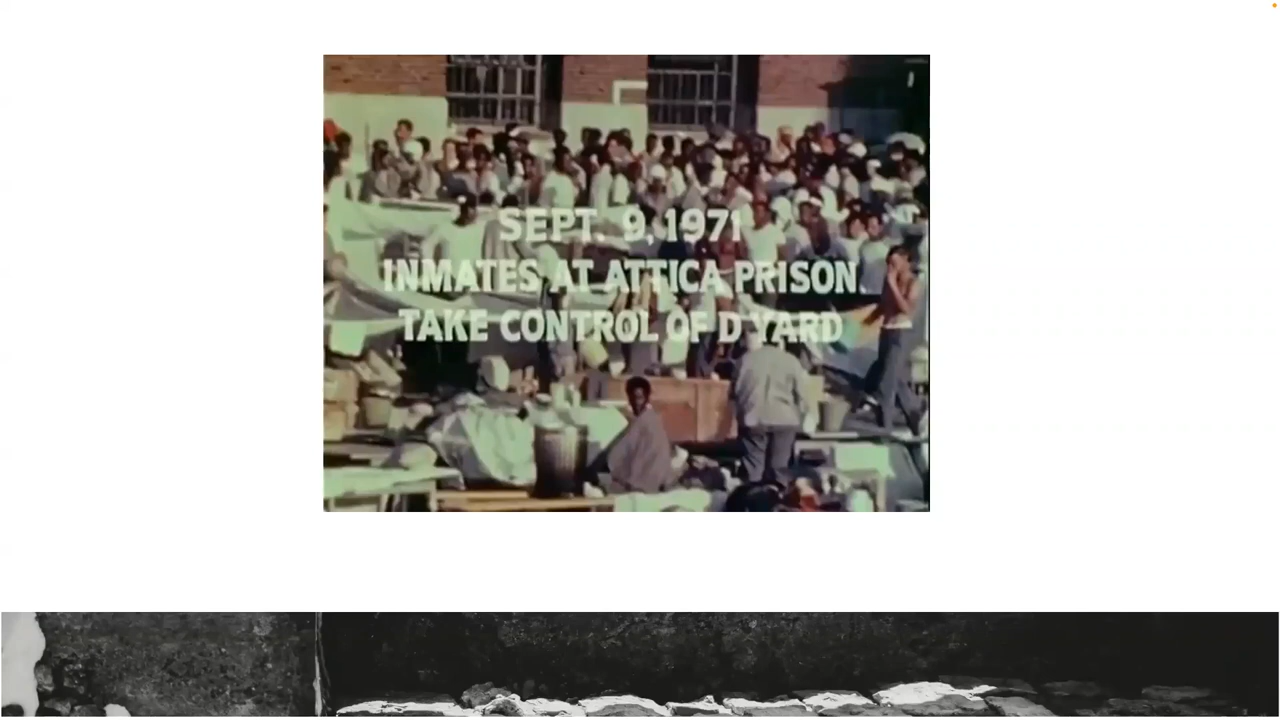 SEPT. 9, 1971
INMATES AT ATTICA PRISON
TAKE CONTROL OF D YARD